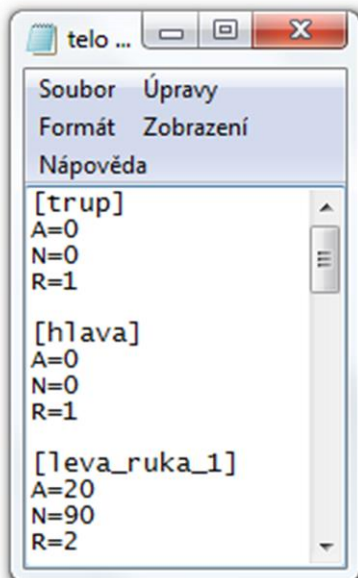 telo ...
Soubor Úpravy
Formát Zobrazení
Nápověda
[trup]
A=0
N=0
R=1
[hlava]
A=0
N=0
R=1
[leva_ruka_1]
A=20
N=90
R=2